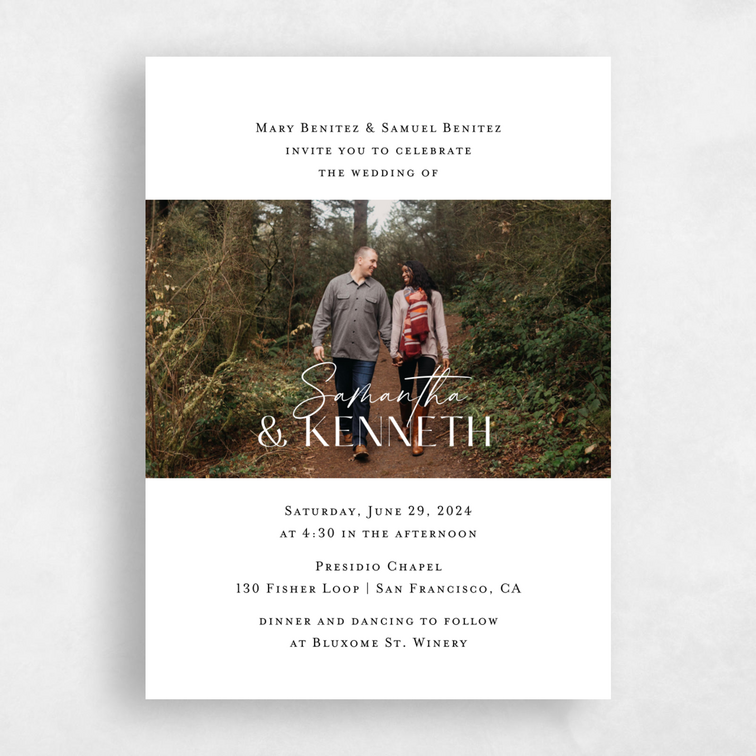 Mary Benitez & Samuel Benitez
invite you to celebrate
the wedding of
Samantha
& KENNETH
Saturday, June 29, 2024
at 4:30 in the afternoon
Presidio Chapel
130 Fisher Loop | San Francisco, CA
dinner and dancing to follow
at Bluxome St. Winery